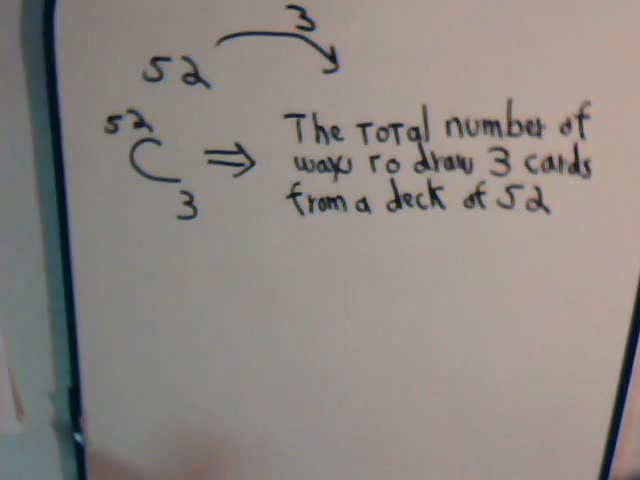 3
52
52
C
3
⇒ The Total number of
ways to draw 3 cards
from a deck of 52